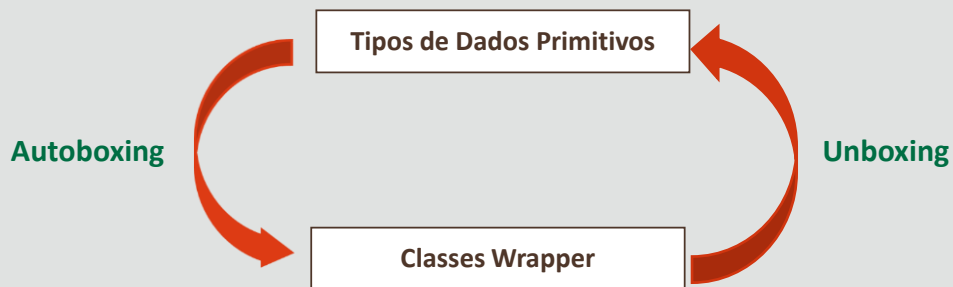 Tipos de Dados Primitivos
Autoboxing
Unboxing
Classes Wrapper